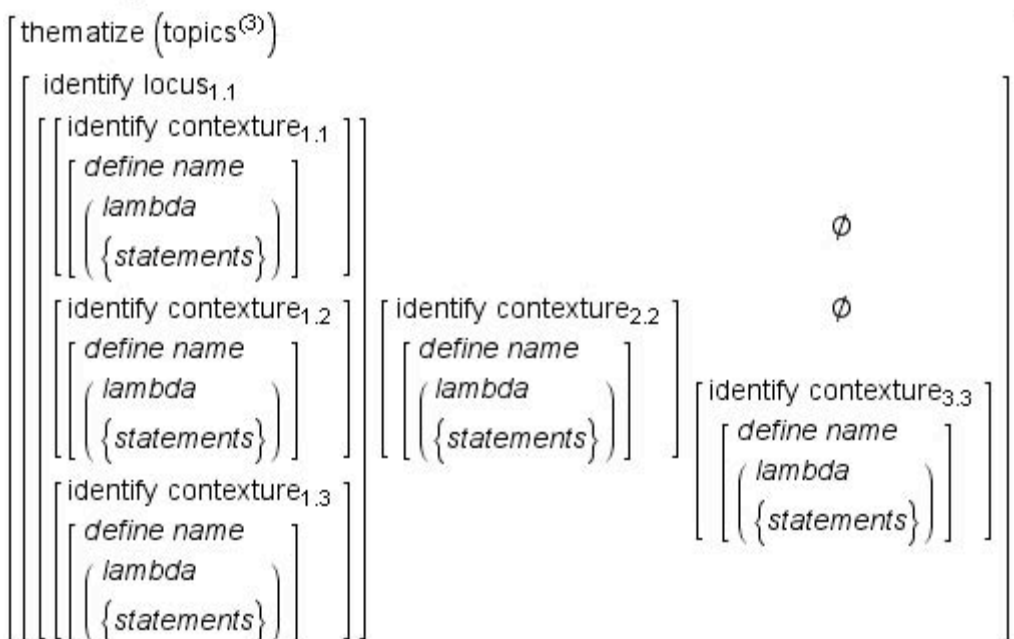 thematize (topics⁽³⁾)
identify locus₁.₁
identify contexture₁.₁
define name
lambda
{statements}
ø
identify contexture₁.₂
define name
lambda
{statements}
identify contexture₂.₂
define name
lambda
{statements}
ø
identify contexture₃.₃
define name
lambda
{statements}
identify contexture₁.₃
define name
lambda
{statements}